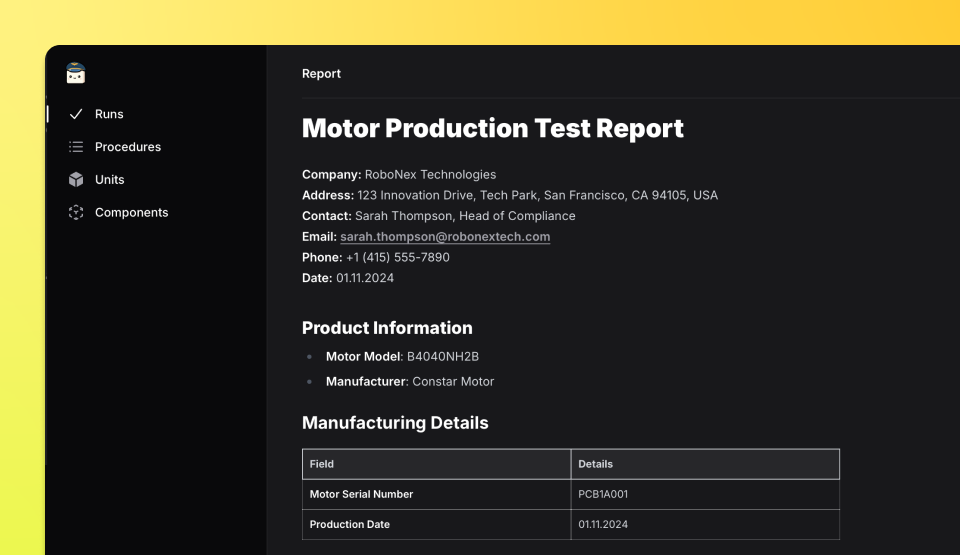 Report
Runs
Procedures
Units
Components
Motor Production Test Report
Company: RoboNex Technologies
Address: 123 Innovation Drive, Tech Park, San Francisco, CA 94105, USA
Contact: Sarah Thompson, Head of Compliance
Email: sarah.thompson@robonextech.com
Phone: +1 (415) 555-7890
Date: 01.11.2024
Product Information
Motor Model: B4040NH2B
Manufacturer: Constar Motor
Manufacturing Details
Field Details
Motor Serial Number PCB1A001
Production Date 01.11.2024